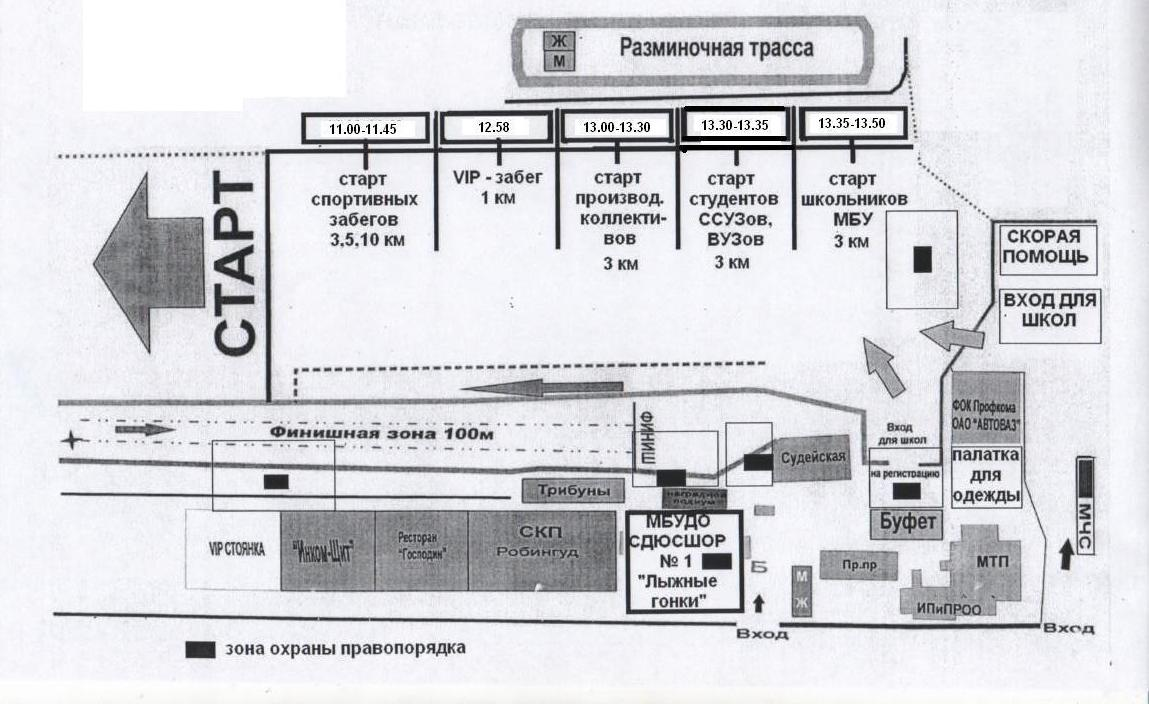 Ж
М
Разминочная трасса
11.00-11.45
12.58
13.00-13.30
13.30-13.35
13.35-13.50
старт
спортивных
забегов
3,5,10 км
VIP - забег
1 км
старт
производ.
коллекти-
вов
3 км
старт
студентов
ССУЗов,
ВУЗов
3 км
старт
школьников
МБУ
3 км
СТАРТ
СКОРАЯ
ПОМОЩЬ
ВХОД ДЛЯ
ШКОЛ
Финишная зона 100м
ФИНИШ
Судейская
Вход
для школ
на регистрацию
ФОК Профкома
ОАО "АВТОВАЗ"
палатка
для
одежды
МЧС
Трибуны
наградной
подиум
Буфет
VIP СТОЯНКА
"Инком-Щит"
Ресторан
"Господин"
СКП
Робингуд
МБУДО
СДЮСШОР
№ 1
"Лыжные
гонки"
Б
М
Ж
Пр.пр
МТП
ИПиПРОО
Вход
Вход
зона охраны правопорядка